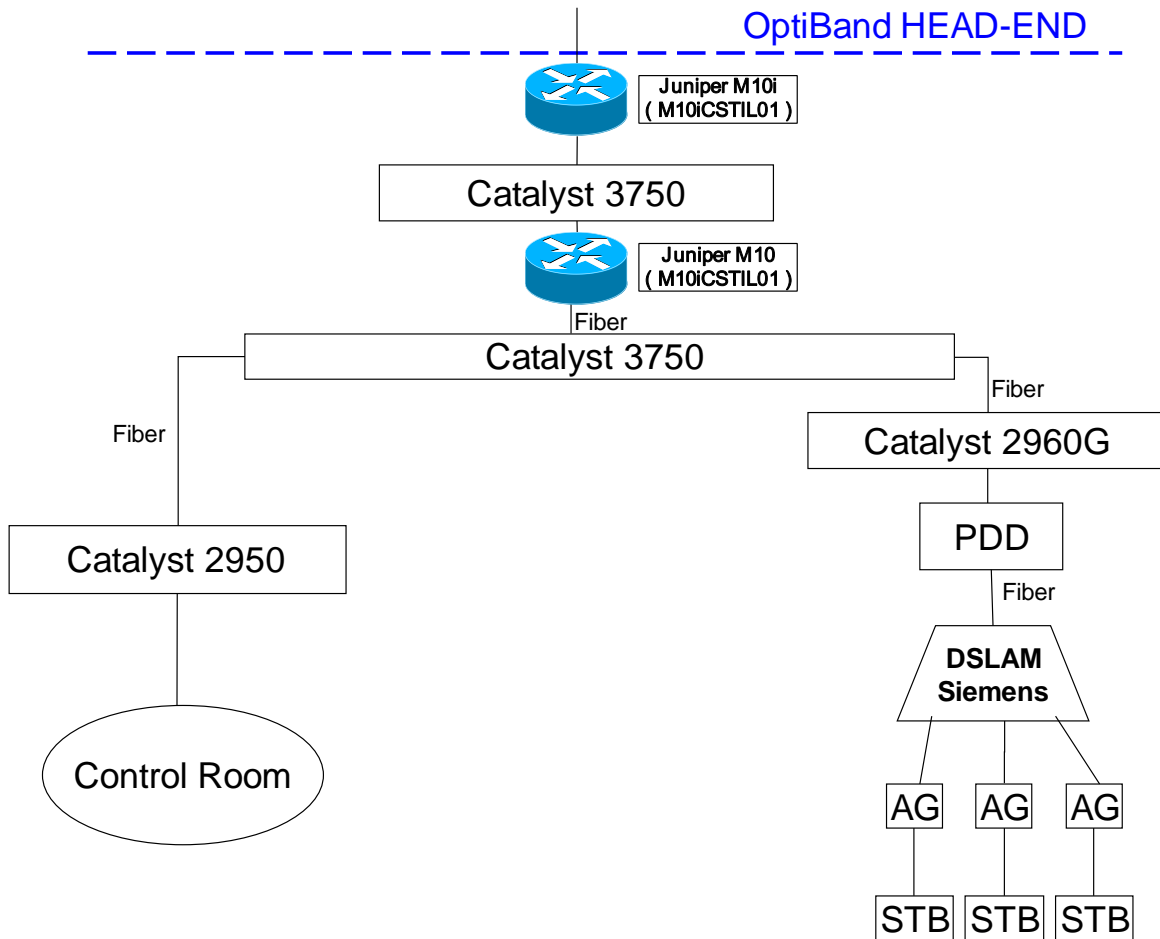 OptiBand HEAD-END
Juniper M10i
( M10iCSTIL01 )
Catalyst 3750
Juniper M10
( M10iCSTIL01 )
Fiber
Catalyst 3750
Fiber
Fiber
Catalyst 2960G
Catalyst 2950
PDD
Fiber
DSLAM
Siemens
Control Room
AG AG AG
STB STB STB